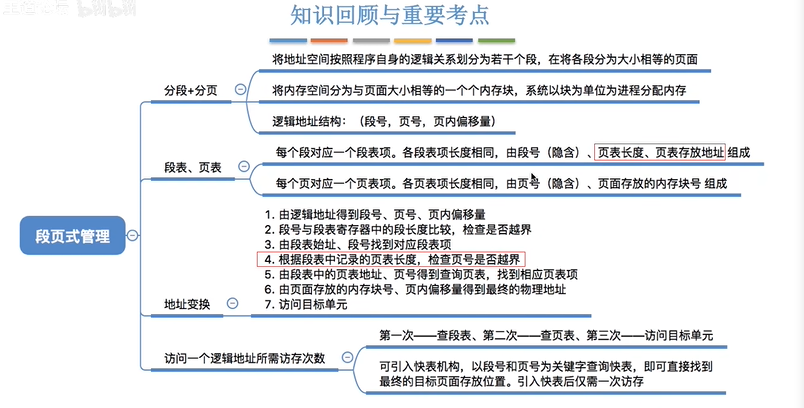 知识回顾与重要考点
将地址空间按照程序自身的逻辑关系划分为若干个段，在将各段分为大小相等的页面
分段+分页
将内存空间分为与页面大小相等的一个个内存块，系统以块为单位为进程分配内存
逻辑地址结构：（段号，页号，页内偏移量）
每个段对应一个段表项。各段表项长度相同，由段号（隐含）、页表长度、页表存放地址 组成
段表、页表
每个页对应一个页表项。各页表项长度相同，由页号（隐含）、页面存放的内存块号 组成
段页式管理
1. 由逻辑地址得到段号、页号、页内偏移量
2. 段号与段表寄存器中的段长度比较，检查是否越界
3. 由段表始址、段号找到对应段表项
4. 根据段表中记录的页表长度，检查页号是否越界
5. 由段表中的页表地址、页号得到查询页表，找到相应页表项
6. 由页面存放的内存块号、页内偏移量得到最终的物理地址
7. 访问目标单元
地址变换
第一次——查段表、第二次——查页表、第三次——访问目标单元
访问一个逻辑地址所需访存次数
可引入快表机构，以段号和页号为关键字查询快表，即可直接找到
最终的目标页面存放位置。引入快表后仅需一次访存